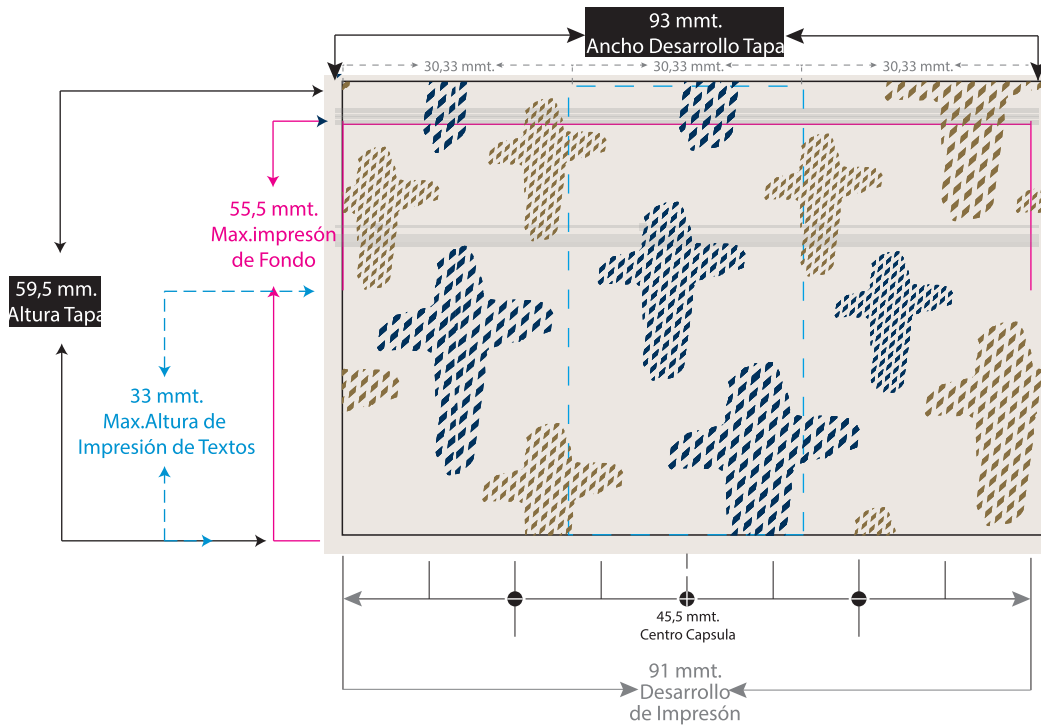 93 mmt.
Ancho Desarrollo Tapa
30,33 mmt.
30,33 mmt.
30,33 mmt.
55,5 mmt.
Max.impresón
de Fondo
59,5 mm.
Altura Tapa
33 mmt.
Max.Altura de
Impresión de Textos
45,5 mmt.
Centro Capsula
91 mmt.
Desarrollo
de Impresón